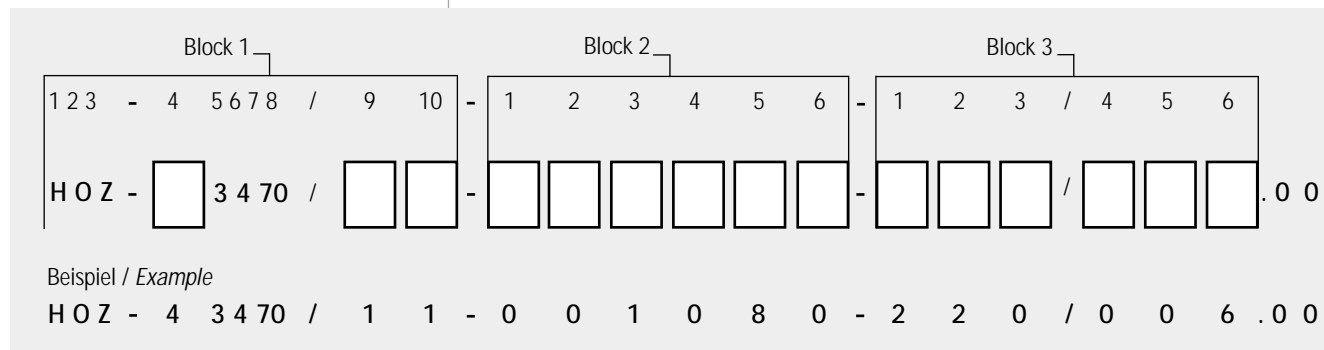 Block 1 Block 2 Block 3
1 2 3 - 4 5 6 7 8 / 9 10 - 1 2 3 4 5 6 - 1 2 3 / 4 5 6
H O Z - 3 4 70 / - - / . 0 0
Beispiel / Example
H O Z - 4 3 4 70 / 1 1 - 0 0 1 0 8 0 - 2 2 0 / 0 0 6 . 0 0